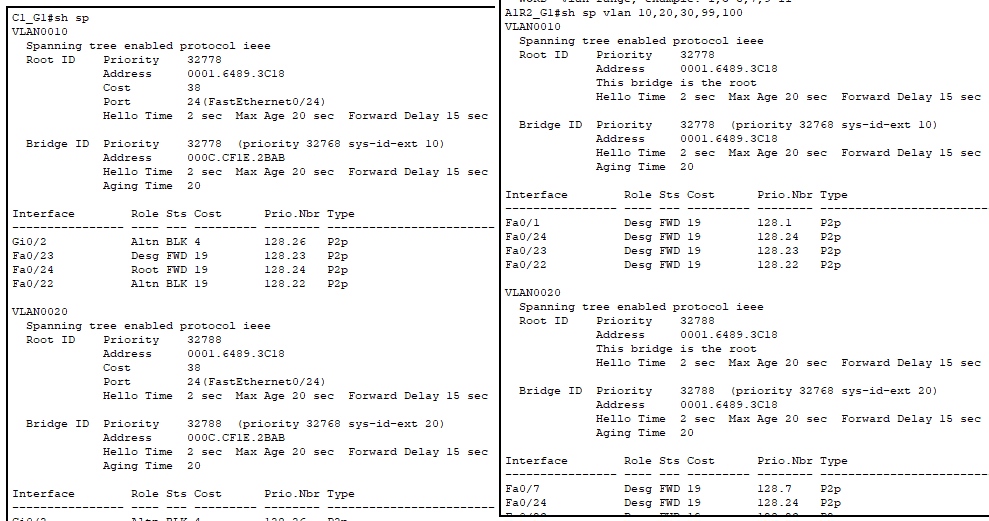 C1_G1#sh sp
VLAN0010
Spanning tree enabled protocol ieee
Root ID Priority 32778
Address 0001.6489.3C18
Cost 38
Port 24(FastEthernet0/24)
Hello Time 2 sec Max Age 20 sec Forward Delay 15 sec
Bridge ID Priority 32778 (priority 32768 sys-id-ext 10)
Address 000C.CF1E.2BAB
Hello Time 2 sec Max Age 20 sec Forward Delay 15 sec
Aging Time 20
Interface Role Sts Cost Prio.Nbr Type
---------------- ---- --- --------- -------- --------------------------------
Gi0/2 Altn BLK 4 128.26 P2p
Fa0/23 Desg FWD 19 128.23 P2p
Fa0/24 Root FWD 19 128.24 P2p
Fa0/22 Altn BLK 19 128.22 P2p
VLAN0020
Spanning tree enabled protocol ieee
Root ID Priority 32788
Address 0001.6489.3C18
Cost 38
Port 24(FastEthernet0/24)
Hello Time 2 sec Max Age 20 sec Forward Delay 15 sec
Bridge ID Priority 32788 (priority 32768 sys-id-ext 20)
Address 000C.CF1E.2BAB
Hello Time 2 sec Max Age 20 sec Forward Delay 15 sec
Aging Time 20
Interface Role Sts Cost Prio.Nbr Type
---------------- ---- --- --------- -------- --------------------------------
Gi0/2 Altn BLK 4 128.26 P2p
A1R2_G1#sh sp vlan 10,20,30,99,100
VLAN0010
Spanning tree enabled protocol ieee
Root ID Priority 32778
Address 0001.6489.3C18
This bridge is the root
Hello Time 2 sec Max Age 20 sec Forward Delay 15 sec
Bridge ID Priority 32778 (priority 32768 sys-id-ext 10)
Address 0001.6489.3C18
Hello Time 2 sec Max Age 20 sec Forward Delay 15 sec
Aging Time 20
Interface Role Sts Cost Prio.Nbr Type
---------------- ---- --- --------- -------- --------------------------------
Fa0/1 Desg FWD 19 128.1 P2p
Fa0/24 Desg FWD 19 128.24 P2p
Fa0/23 Desg FWD 19 128.23 P2p
Fa0/22 Desg FWD 19 128.22 P2p
VLAN0020
Spanning tree enabled protocol ieee
Root ID Priority 32788
Address 0001.6489.3C18
This bridge is the root
Hello Time 2 sec Max Age 20 sec Forward Delay 15 sec
Bridge ID Priority 32788 (priority 32768 sys-id-ext 20)
Address 0001.6489.3C18
Hello Time 2 sec Max Age 20 sec Forward Delay 15 sec
Aging Time 20
Interface Role Sts Cost Prio.Nbr Type
---------------- ---- --- --------- -------- --------------------------------
Fa0/7 Desg FWD 19 128.7 P2p
Fa0/24 Desg FWD 19 128.24 P2p